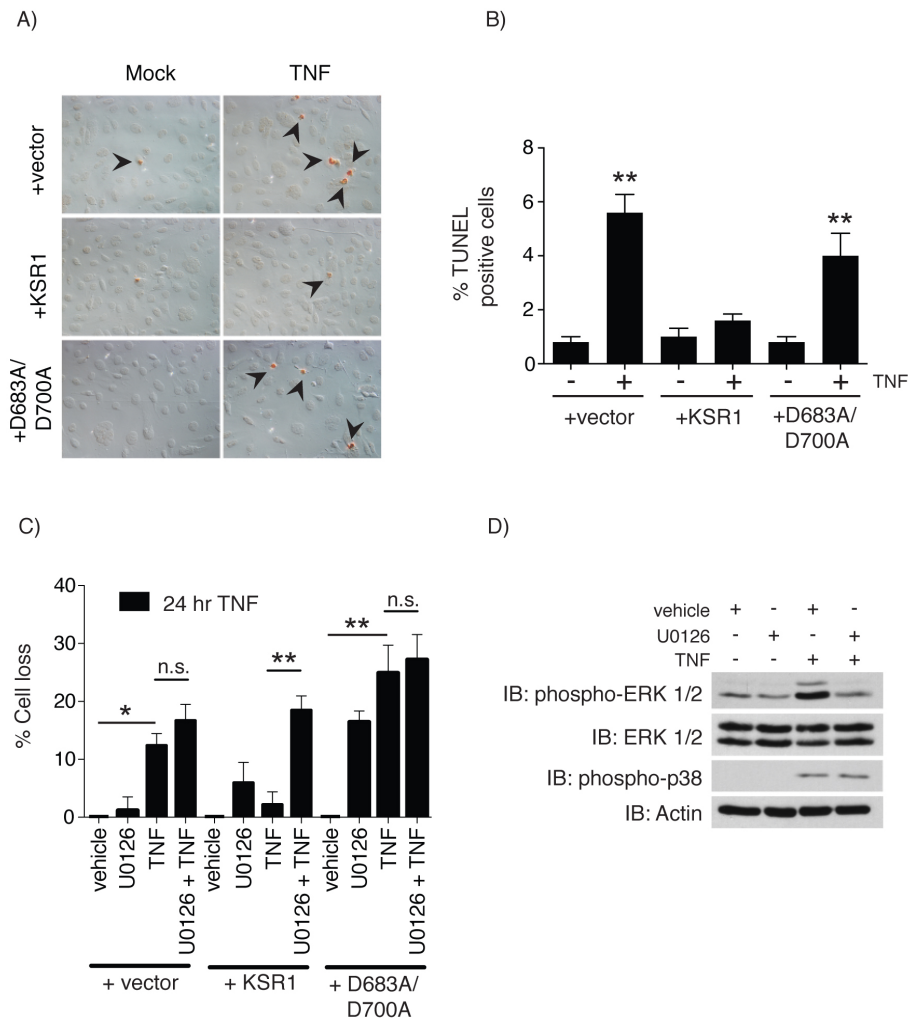 A)
Mock TNF
+vector
+KSR1
+D683A/
D700A
B)
% TUNEL
positive cells
8
6
4
2
0
**
**
- + - + - + TNF
+vector +KSR1 +D683A/
D700A
C)
% Cell loss
40
30
20
10
0
24 hr TNF
*
n.s.
**
**
n.s.
vehicle
U0126
TNF
U0126 + TNF
vehicle
U0126
TNF
U0126 + TNF
vehicle
U0126
TNF
U0126 + TNF
+ vector + KSR1 + D683A/
D700A
D)
vehicle + - + -
U0126 - + - +
TNF - - + +
IB: phospho-ERK 1/2
IB: ERK 1/2
IB: phospho-p38
IB: Actin